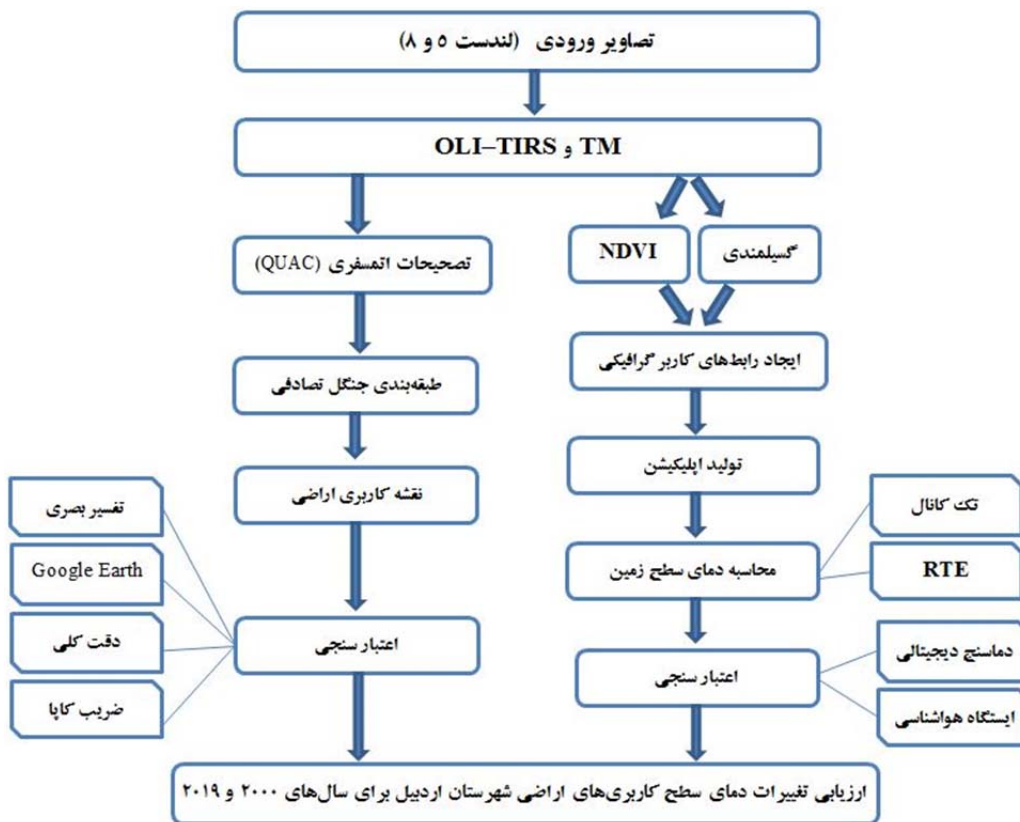 تصاویر ورودی (لندست ۵ و ۸)
OLI–TIRS و TM
گسیلمندی
NDVI
تصحیحات اتمسفری (QUAC)
ایجاد رابط‌های کاربر گرافیکی
طبقه‌بندی جنگل تصادفی
تولید اپلیکیشن
نقشه کاربری اراضی
تک کانال
تفسیر بصری
محاسبه دمای سطح زمین
RTE
Google Earth
اعتبار سنجی
دماسنج دیجیتالی
ایستگاه هواشناسی
اعتبار سنجی
دقت کلی
ضریب کاپا
ارزیابی تغییرات دمای سطح کاربری‌های اراضی شهرستان اردبیل برای سال‌های ۲۰۰۰ و ۲۰۱۹